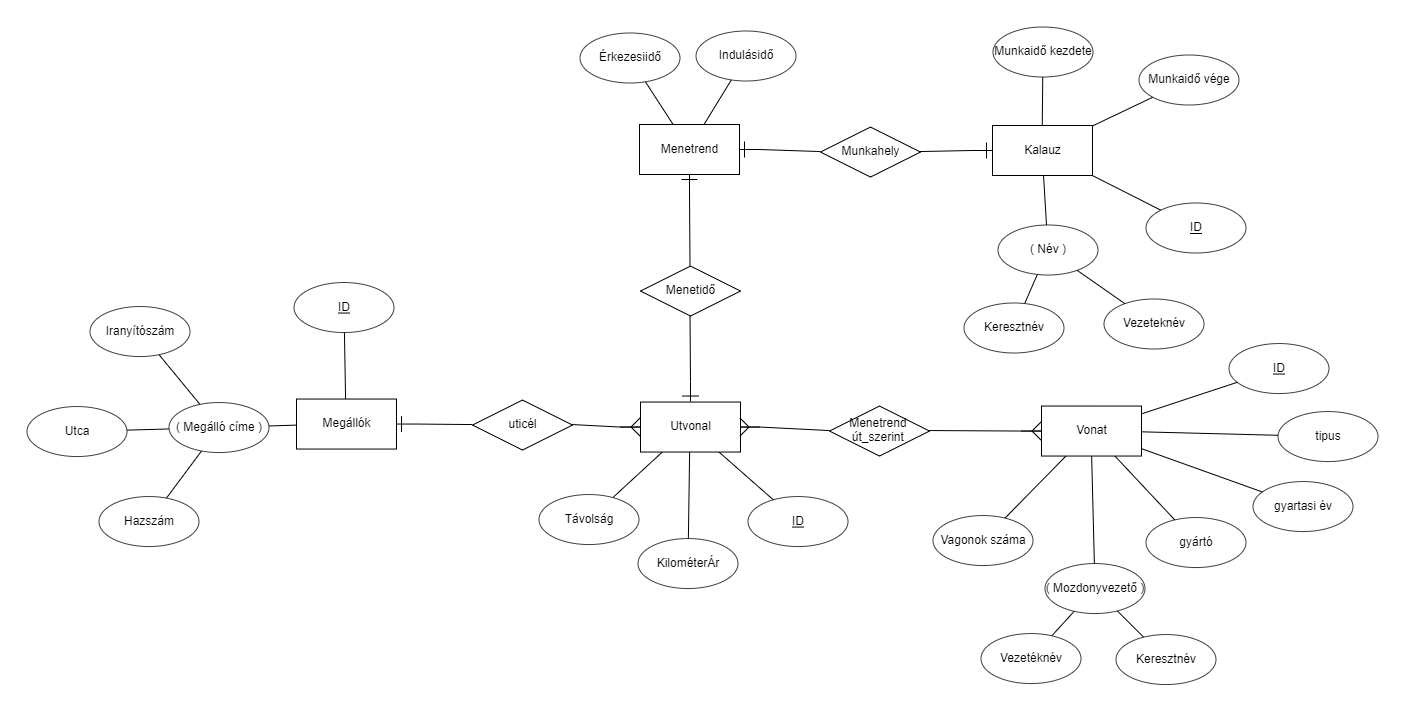 Munkaidő kezdete
Érkezesiidő
Indulásidő
Munkaidő vége
Menetrend
Munkahely
Kalauz
ID
( Név )
Menetidő
Keresztnév
Vezeteknév
ID
Iranyítószám
ID
Utca
( Megálló címe )
Megállók
uticél
Utvonal
Menetrend
út_szerint
Vonat
tipus
gyartasi év
Hazszám
Távolság
ID
Vagonok száma
gyártó
KilométerÁr
( Mozdonyvezető )
Vezetéknév
Keresztnév